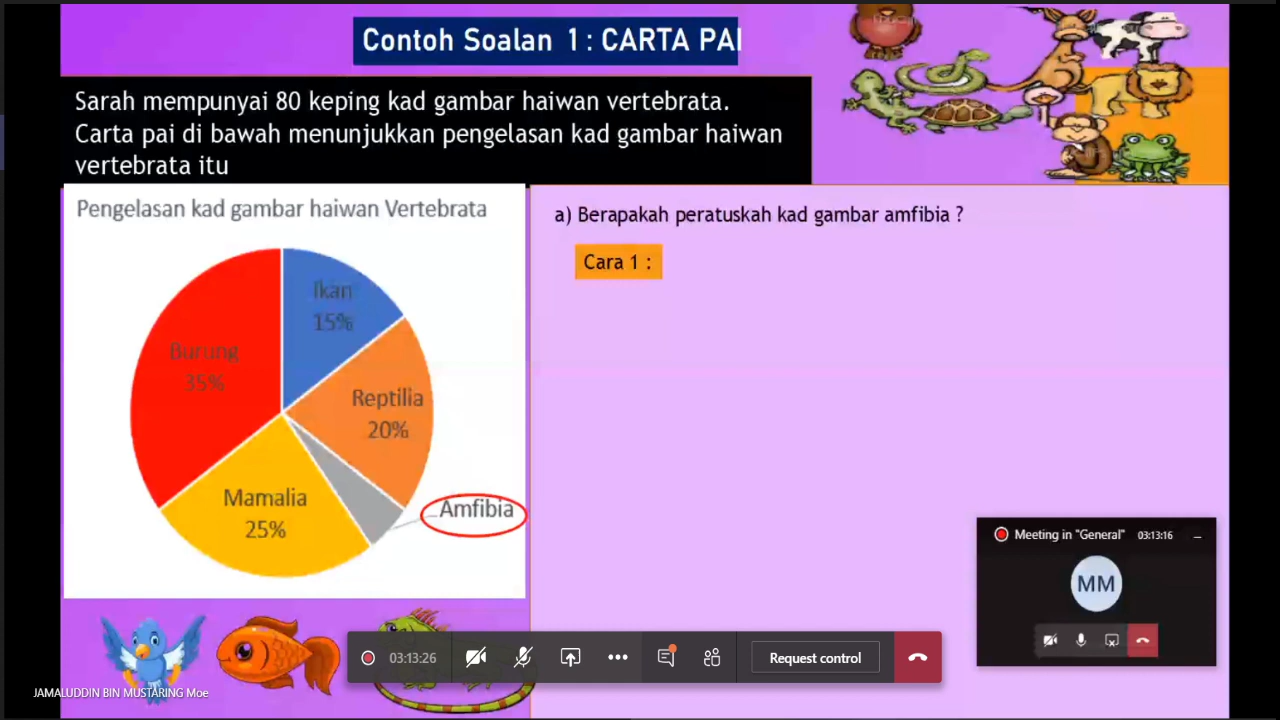 Contoh Soalan 1 : CARTA PAI
Sarah mempunyai 80 keping kad gambar haiwan vertebrata.
Carta pai di bawah menunjukkan pengelasan kad gambar haiwan
vertebrata itu
Pengelasan kad gambar haiwan Vertebrata
Ikan
15%
Burung
35%
Reptilia
20%
Mamalia
25%
Amfibia
a) Berapakah peratuskah kad gambar amfibia ?
Cara 1 :
Meeting in "General"
03:13:16
MM
03:13:26
Request control
JAMALUDDIN BIN MUSTARING Moe